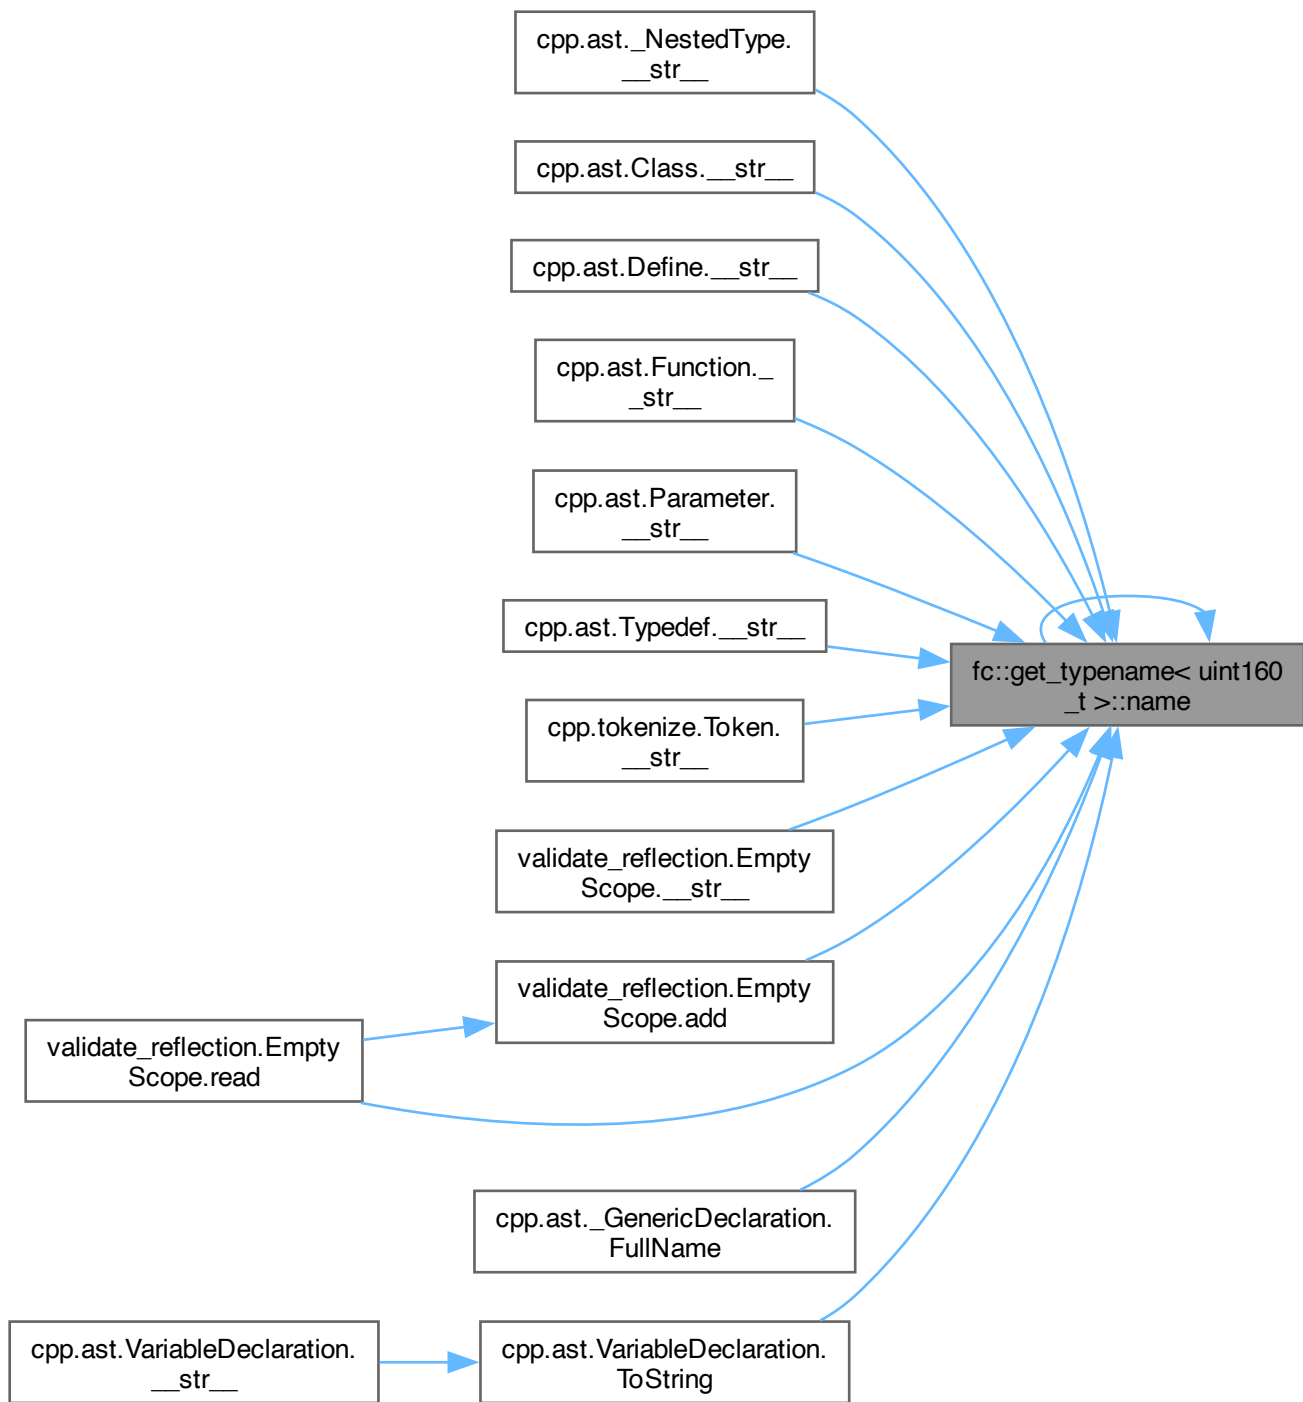 cpp.ast._NestedType.
__str__
cpp.ast.Class.__str__
cpp.ast.Define.__str__
cpp.ast.Function._
_str__
cpp.ast.Parameter.
__str__
cpp.ast.Typedef.__str__
fc::get_typename< uint160
_t >::name
cpp.tokenize.Token.
__str__
validate_reflection.Empty
Scope.__str__
validate_reflection.Empty
Scope.add
validate_reflection.Empty
Scope.read
cpp.ast._GenericDeclaration.
FullName
cpp.ast.VariableDeclaration.
__str__
cpp.ast.VariableDeclaration.
ToString